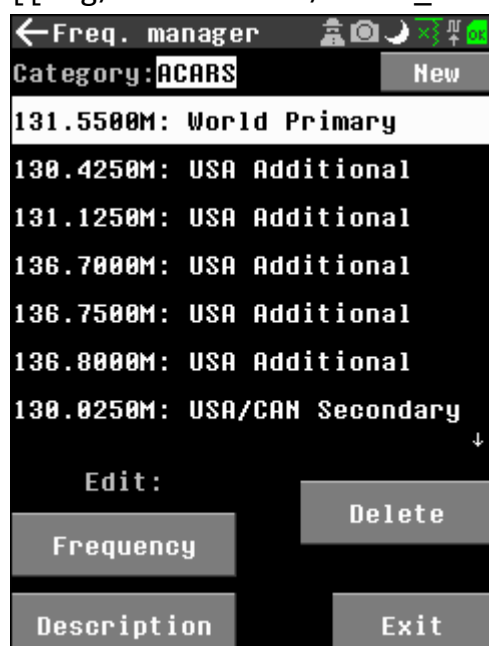 ←Freq. manager OK
Category:ACARS New
131.5500M: World Primary
130.4250M: USA Additional
131.1250M: USA Additional
136.7000M: USA Additional
136.7500M: USA Additional
136.8000M: USA Additional
130.0250M: USA/CAN Secondary
↓
Edit:
Delete
Frequency
Description Exit